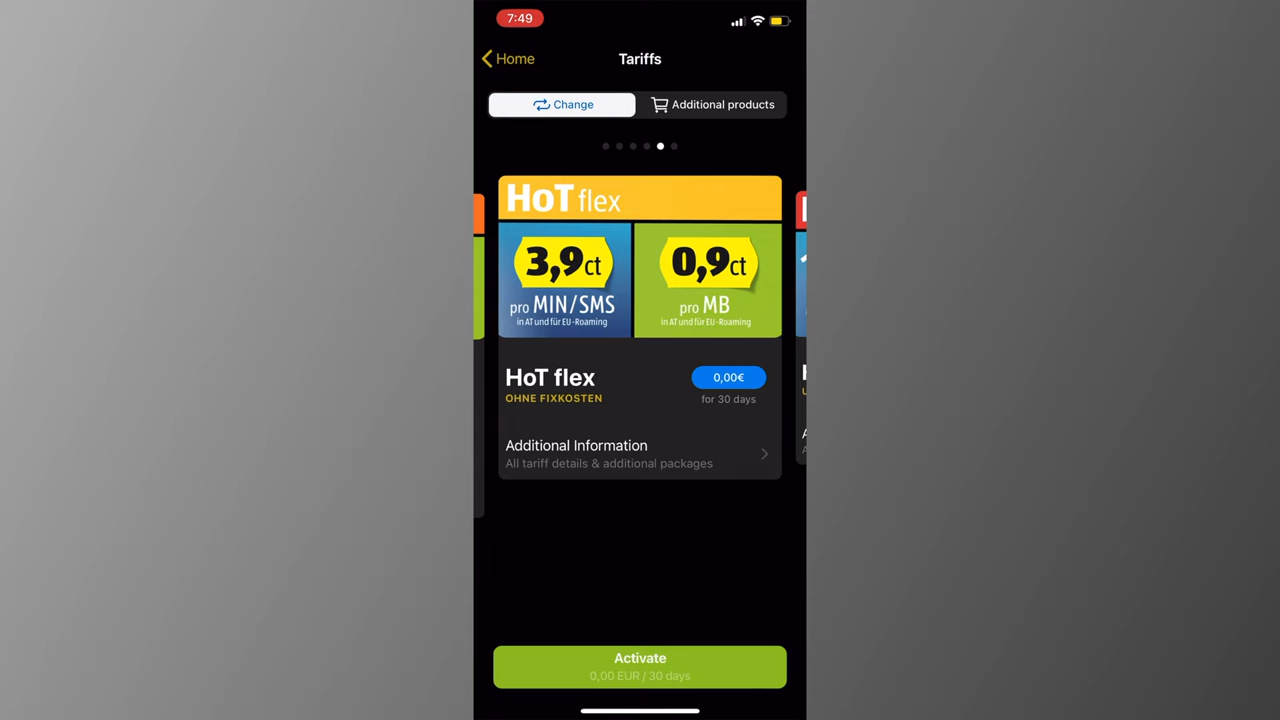 7:49
Home
Tariffs
Change
Additional products
HoT flex
3,9ct
pro MIN/SMS
in AT und für EU-Roaming
0,9ct
pro MB
in AT und für EU-Roaming
HoT flex
0,00€
OHNE FIXKOSTEN
for 30 days
Additional Information
All tariff details & additional packages
Activate
0,00 EUR / 30 days